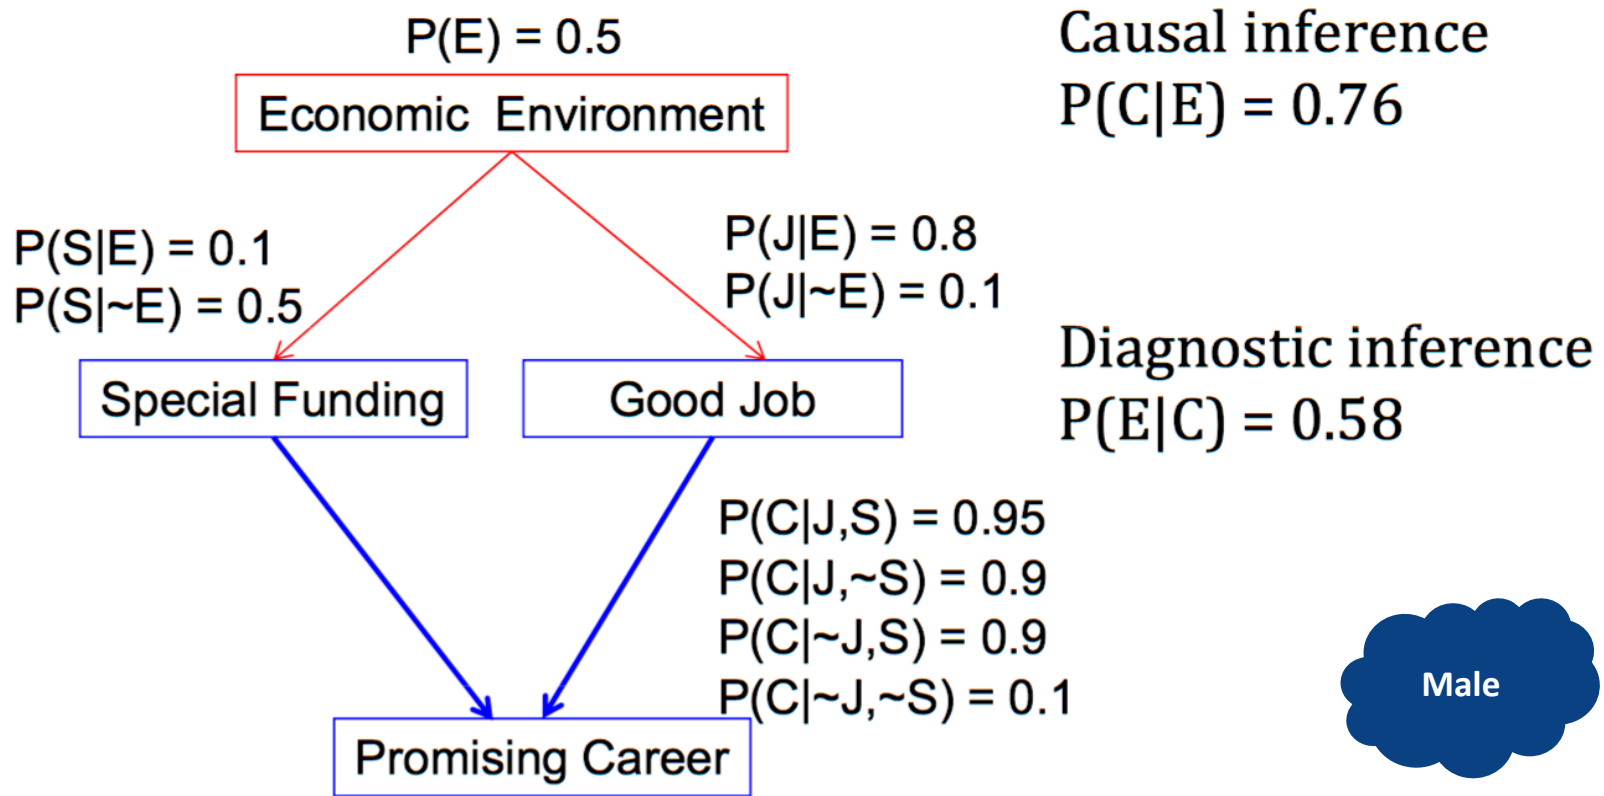 P(E) = 0.5
Economic Environment
P(S|E) = 0.1
P(S|~E) = 0.5
P(J|E) = 0.8
P(J|~E) = 0.1
Special Funding
Good Job
P(C|J,S) = 0.95
P(C|J,~S) = 0.9
P(C|~J,S) = 0.9
P(C|~J,~S) = 0.1
Promising Career
Causal inference
P(C|E) = 0.76
Diagnostic inference
P(E|C) = 0.58
Male